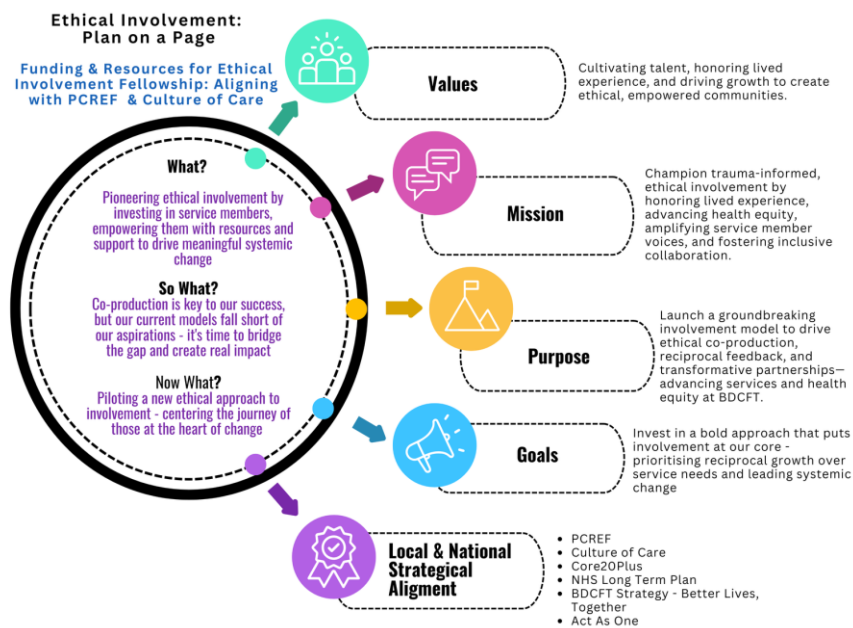 Ethical Involvement:
Plan on a Page
Funding & Resources for Ethical
Involvement Fellowship: Aligning
with PCREF & Culture of Care
What?
Pioneering ethical involvement by
investing in service members,
empowering them with resources and
support to drive meaningful systemic
change
So What?
Co-production is key to our success,
but our current models fall short of
our aspirations - it's time to bridge
the gap and create real impact
Now What?
Piloting a new ethical approach to
involvement - centering the journey of
those at the heart of change
Values
Cultivating talent, honoring lived
experience, and driving growth to create
ethical, empowered communities.
Mission
Champion trauma-informed,
ethical involvement by
honoring lived experience,
advancing health equity,
amplifying service member
voices, and fostering inclusive
collaboration.
Purpose
Launch a groundbreaking
involvement model to drive
ethical co-production,
reciprocal feedback, and
transformative partnerships—
advancing services and health
equity at BDCFT.
Goals
Invest in a bold approach that puts
involvement at our core -
prioritising reciprocal growth over
service needs and leading systemic
change
Local & National
Strategical
Aligment
• PCREF
• Culture of Care
• Core20Plus
• NHS Long Term Plan
• BDCFT Strategy - Better Lives,
Together
• Act As One